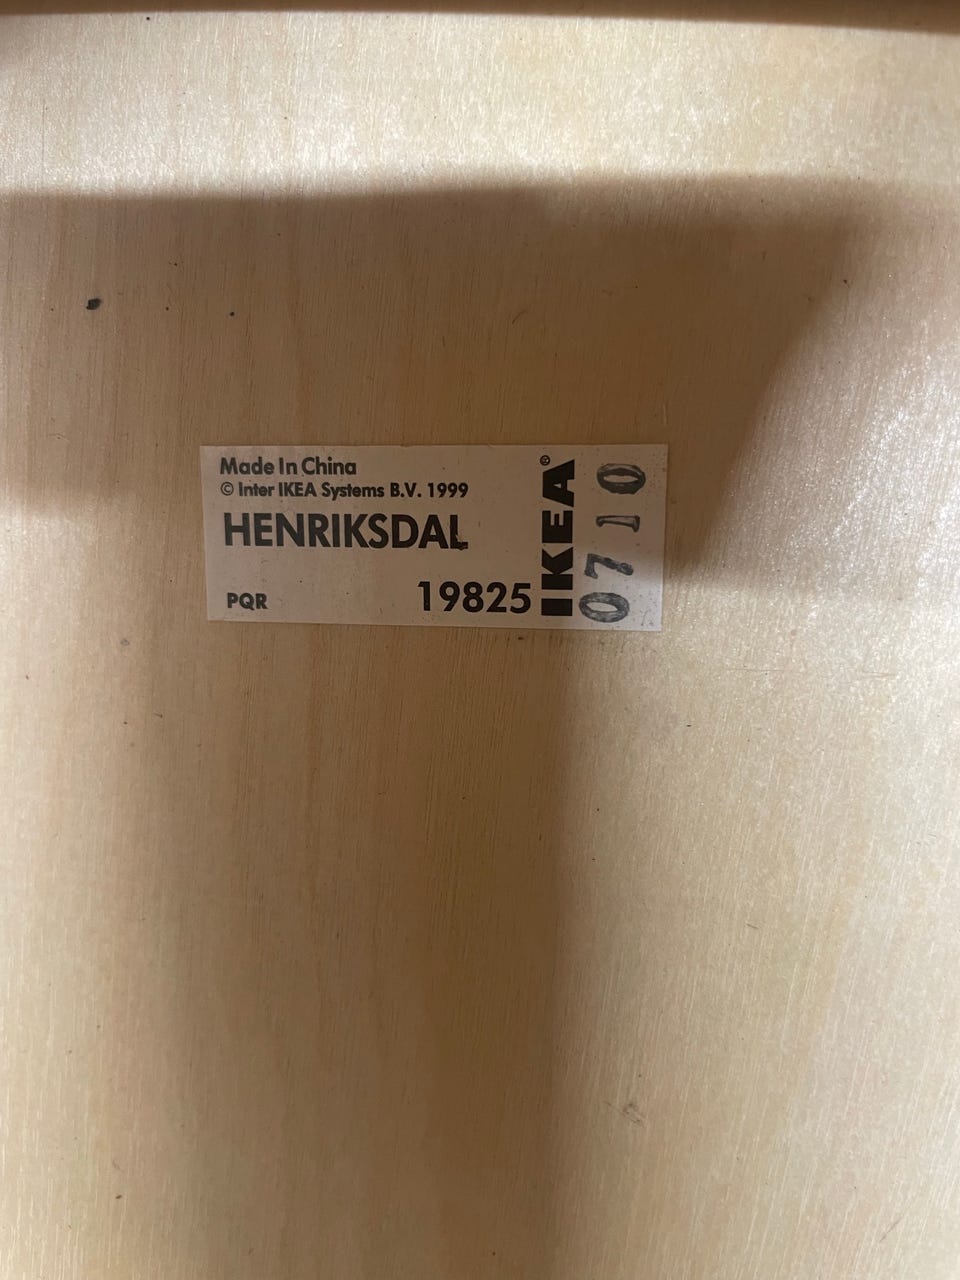 Made In China
© Inter IKEA Systems B.V. 1999
HENRIKSDAL
PQR 19825
IKEA®
0710